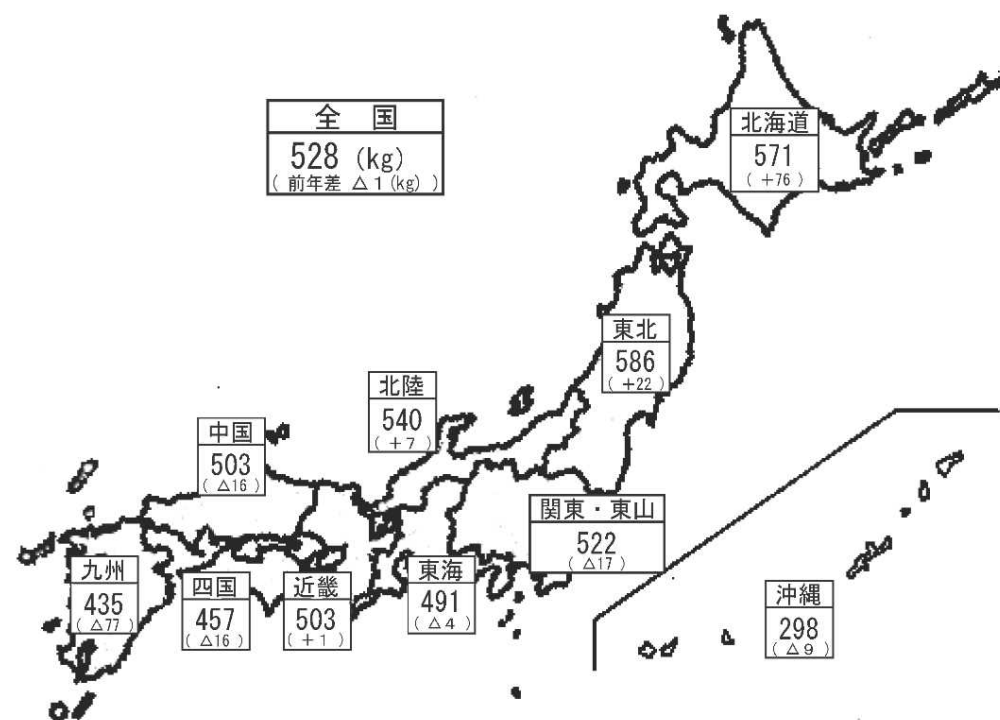 全　国
528 (kg)
( 前年差 △1(kg) )
北海道
571
( +76 )
東北
586
( +22 )
北陸
540
( +7 )
中国
503
( △16 )
関東・東山
522
( △17 )
九州
435
( △77 )
四国
457
( △16 )
近畿
503
( +1 )
東海
491
( △4 )
沖縄
298
( △9 )